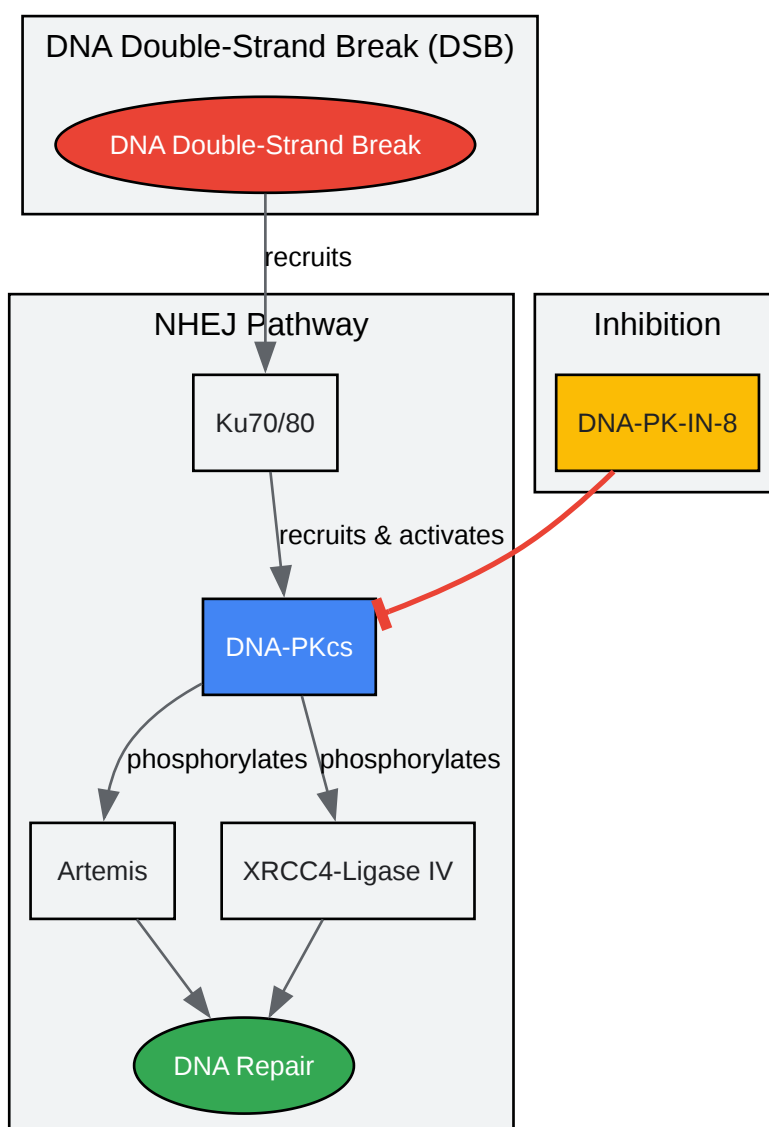 DNA Double-Strand Break (DSB)
DNA Double-Strand Break
recruits
NHEJ Pathway
Inhibition
Ku70/80
DNA-PK-IN-8
recruits & activates
DNA-PKcs
phosphorylates
phosphorylates
Artemis
XRCC4-Ligase IV
DNA Repair